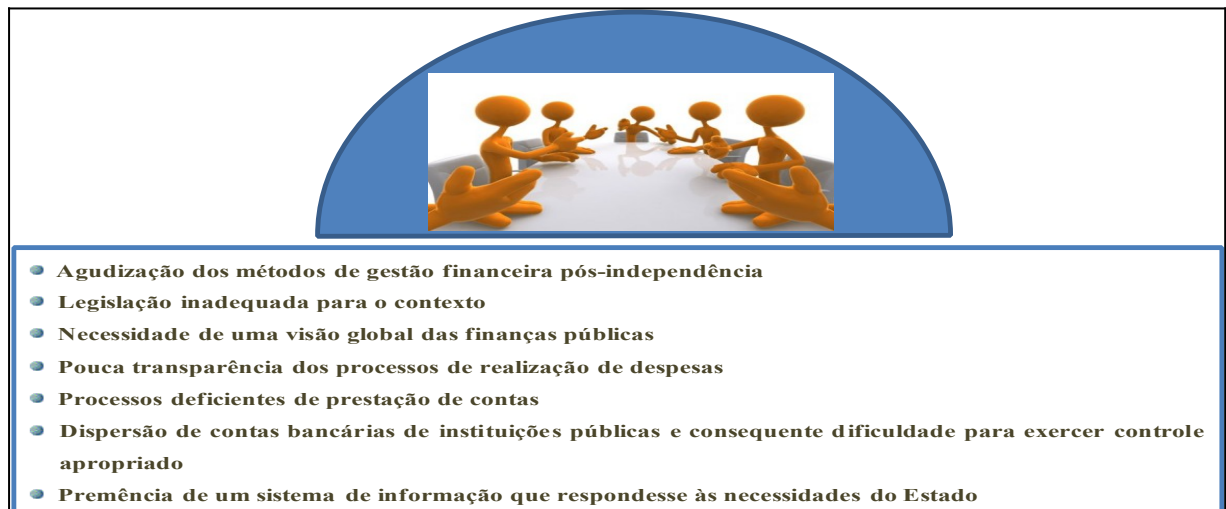 Agudização dos métodos de gestão financeira pós-independência
Legislação inadequada para o contexto
Necessidade de uma visão global das finanças públicas
Pouca transparência dos processos de realização de despesas
Processos deficientes de prestação de contas
Dispersão de contas bancárias de instituições públicas e consequente dificuldade para exercer controle
apropriado
Premência de um sistema de informação que respondesse às necessidades do Estado